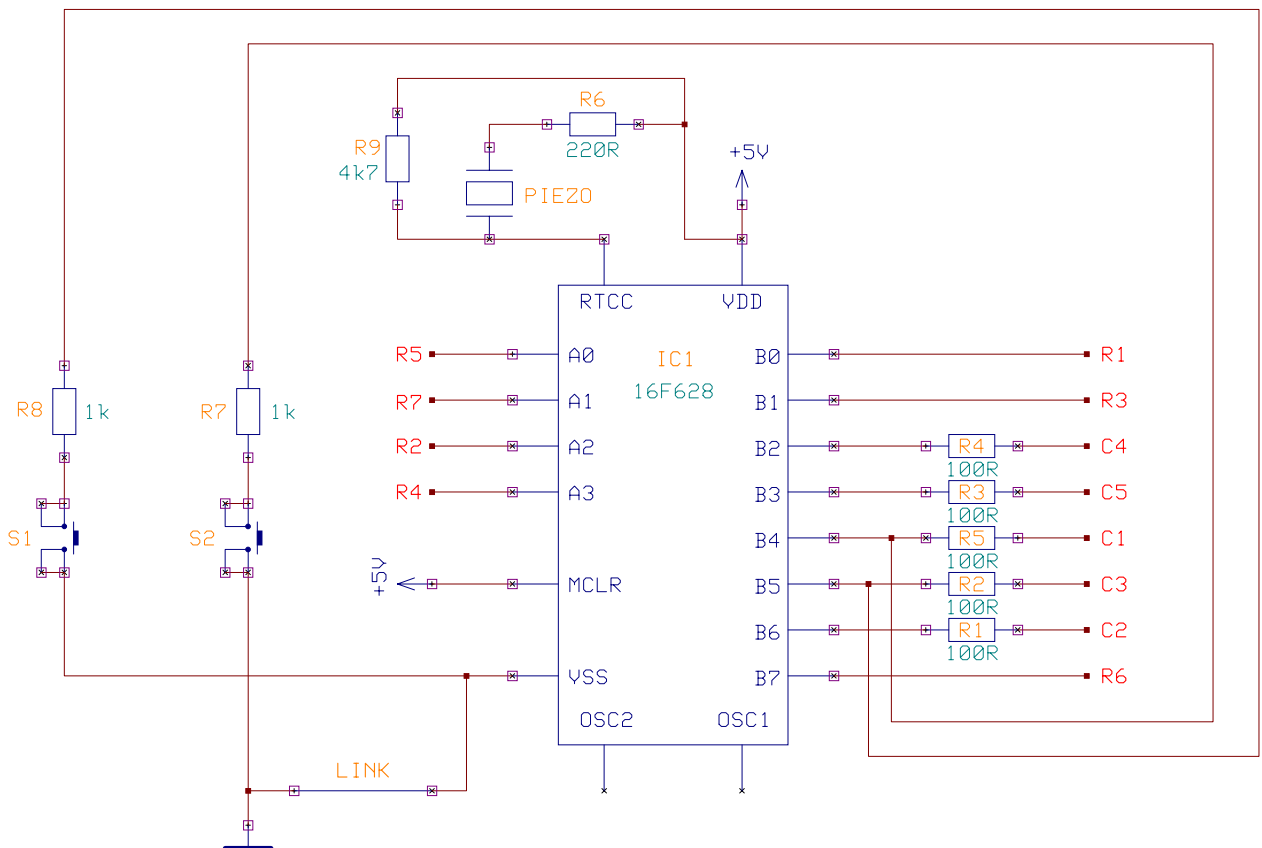 R6
220R
R9
4k7
PIEZO
+5V
RTCC
VDD
R5
A0
IC1
B0
R1
16F628
R7
A1
B1
R3
R8
1k
R7
1k
R2
A2
B2
R4
C4
100R
R4
A3
B3
R3
C5
100R
S1
S2
B4
R5
C1
100R
+5V
MCLR
B5
R2
C3
100R
B6
R1
C2
100R
VSS
B7
R6
OSC2
OSC1
LINK